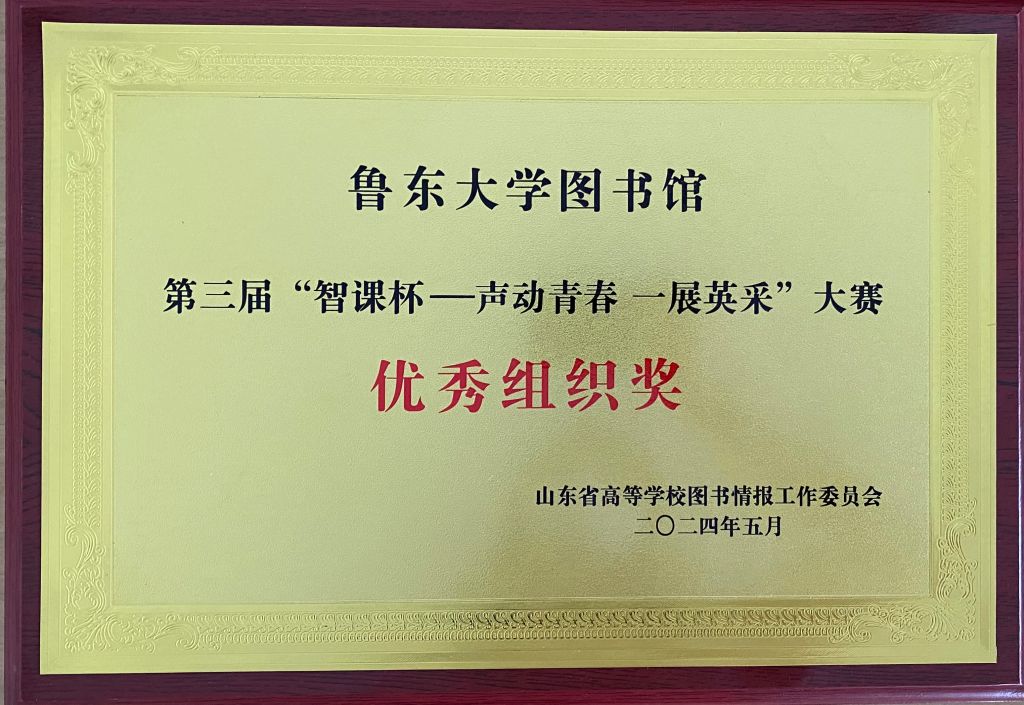 鲁东大学图书馆
第三届“智课杯—声动青春 一展英采”大赛
优秀组织奖
山东省高等学校图书情报工作委员会
二〇二四年五月